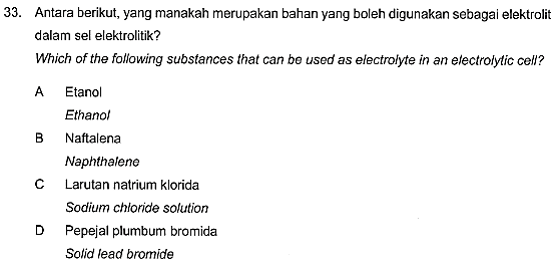 33. Antara berikut, yang manakah merupakan bahan yang boleh digunakan sebagai elektrolit
dalam sel elektrolitik?
Which of the following substances that can be used as electrolyte in an electrolytic cell?
A Etanol
Ethanol
B Naftalena
Naphthalene
C Larutan natrium klorida
Sodium chloride solution
D Pepejal plumbum bromida
Solid lead bromide